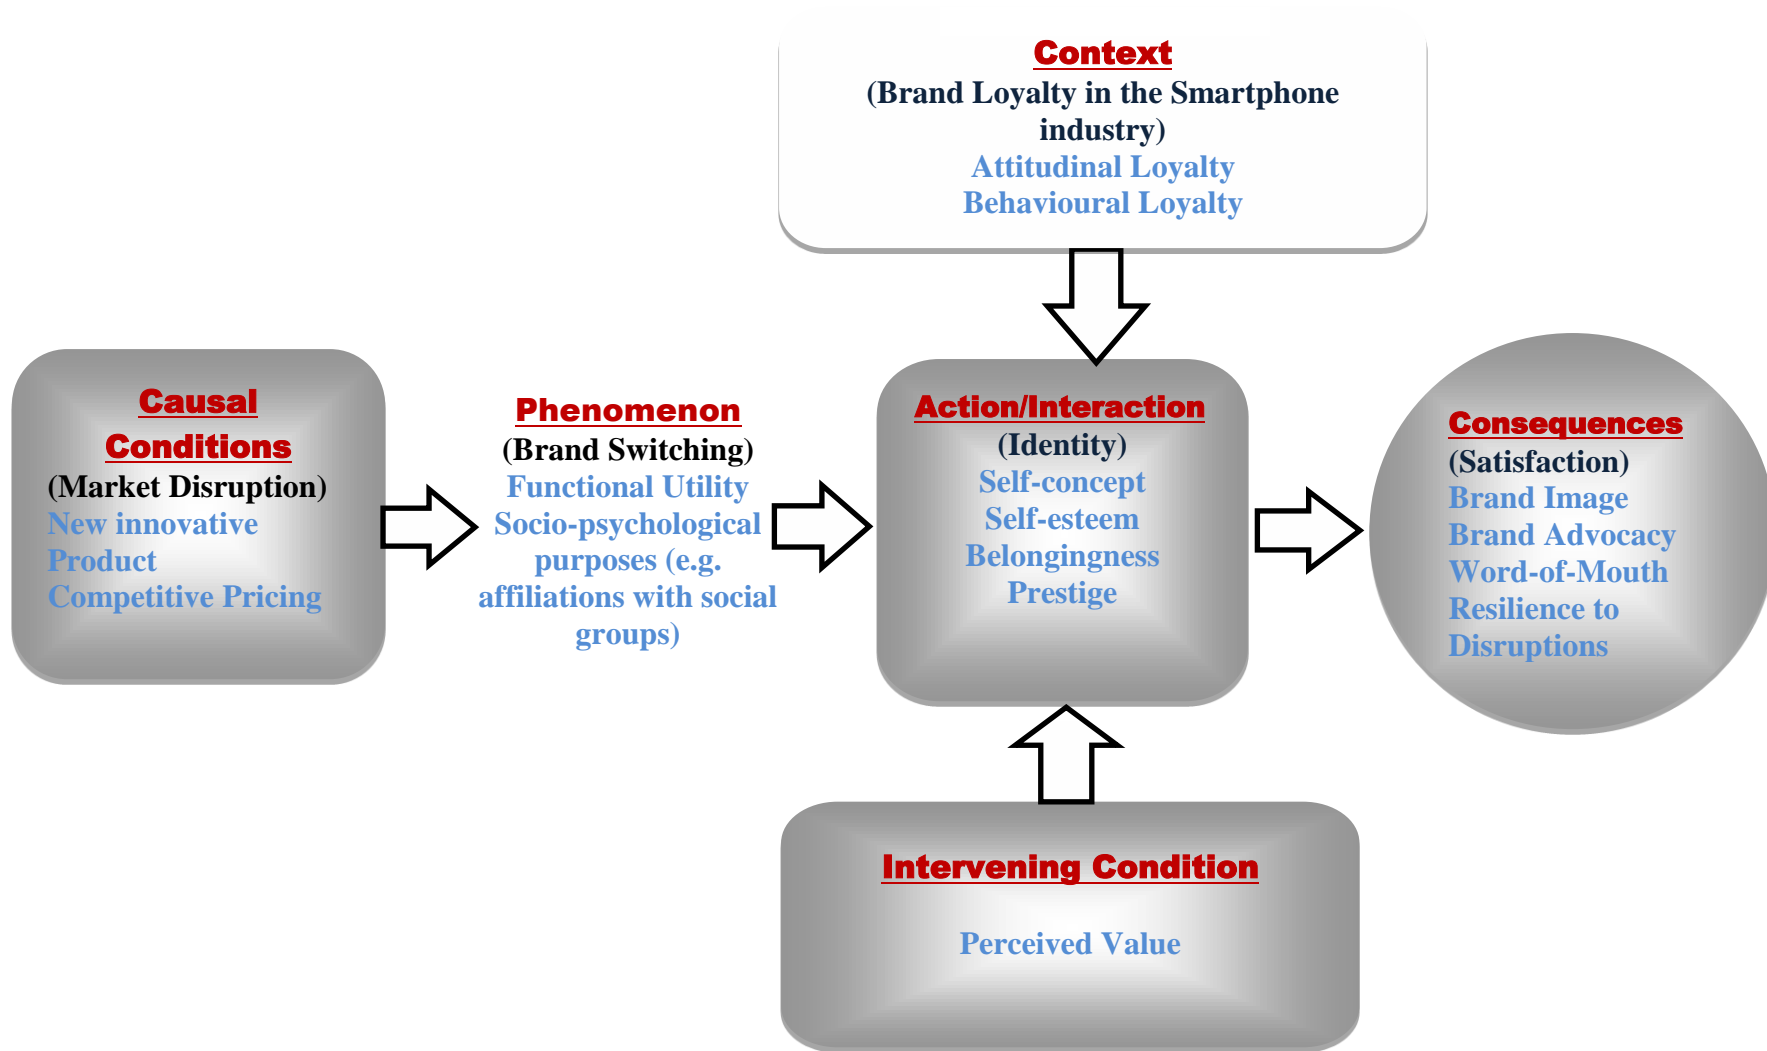 Context
(Brand Loyalty in the Smartphone
industry)
Attitudinal Loyalty
Behavioural Loyalty
Causal
Conditions
(Market Disruption)
New innovative
Product
Competitive Pricing
Phenomenon
(Brand Switching)
Functional Utility
Socio-psychological
purposes (e.g.
affiliations with social
groups)
Action/Interaction
(Identity)
Self-concept
Self-esteem
Belongingness
Prestige
Consequences
(Satisfaction)
Brand Image
Brand Advocacy
Word-of-Mouth
Resilience to
Disruptions
Intervening Condition
Perceived Value